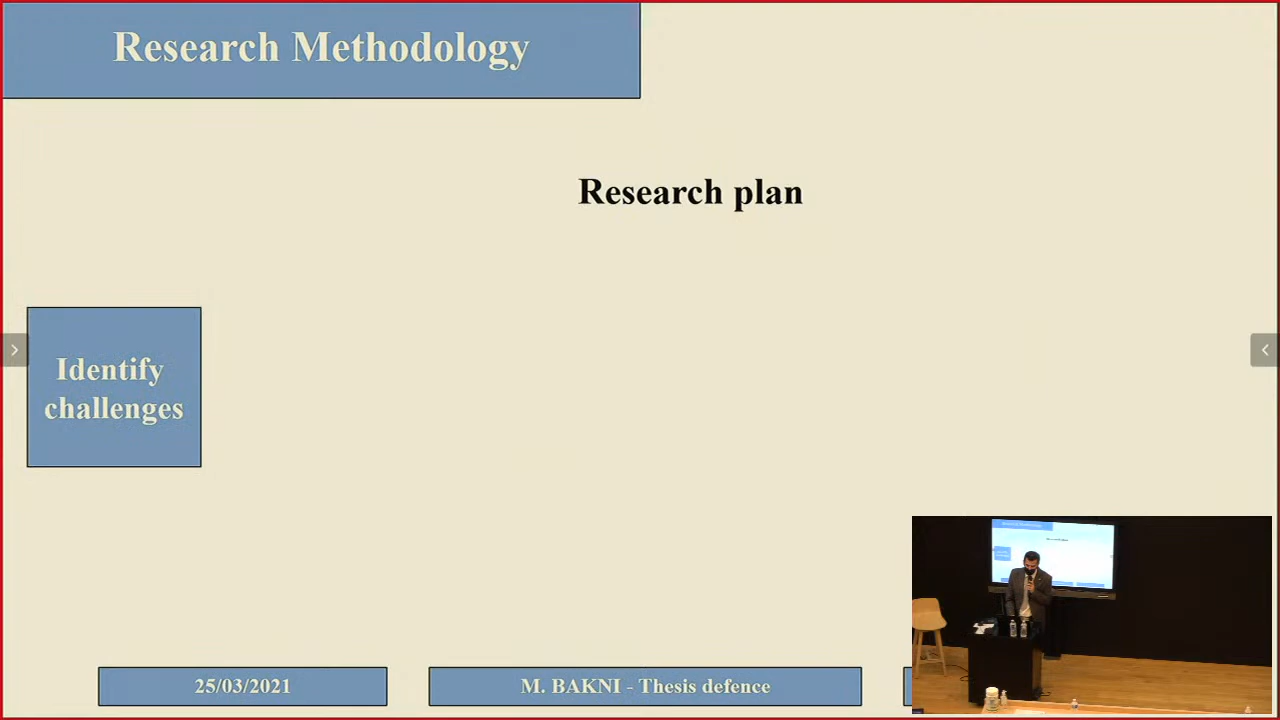 Research Methodology
Research plan
Identify
challenges
25/03/2021
M. BAKNI - Thesis defence